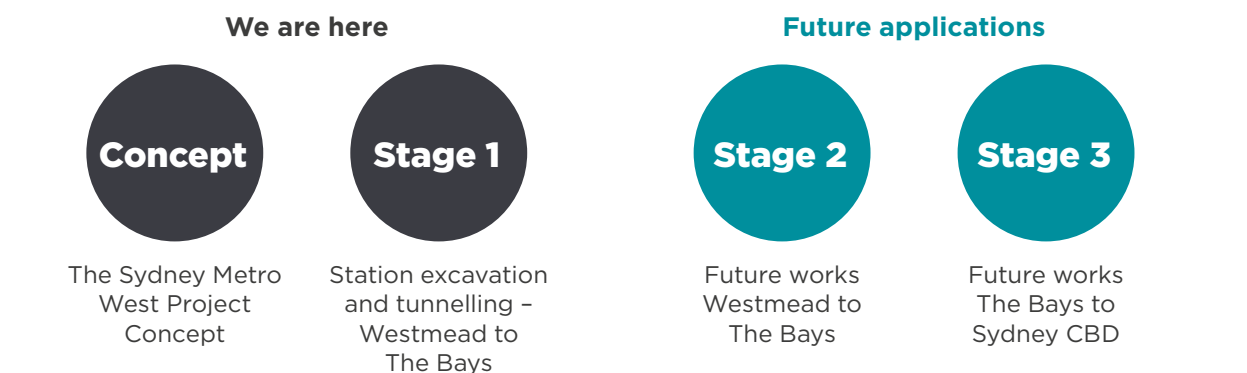 We are here
Future applications
Concept
Stage 1
Stage 2
Stage 3
The Sydney Metro
West Project
Concept
Station excavation
and tunnelling –
Westmead to
The Bays
Future works
Westmead to
The Bays
Future works
The Bays to
Sydney CBD